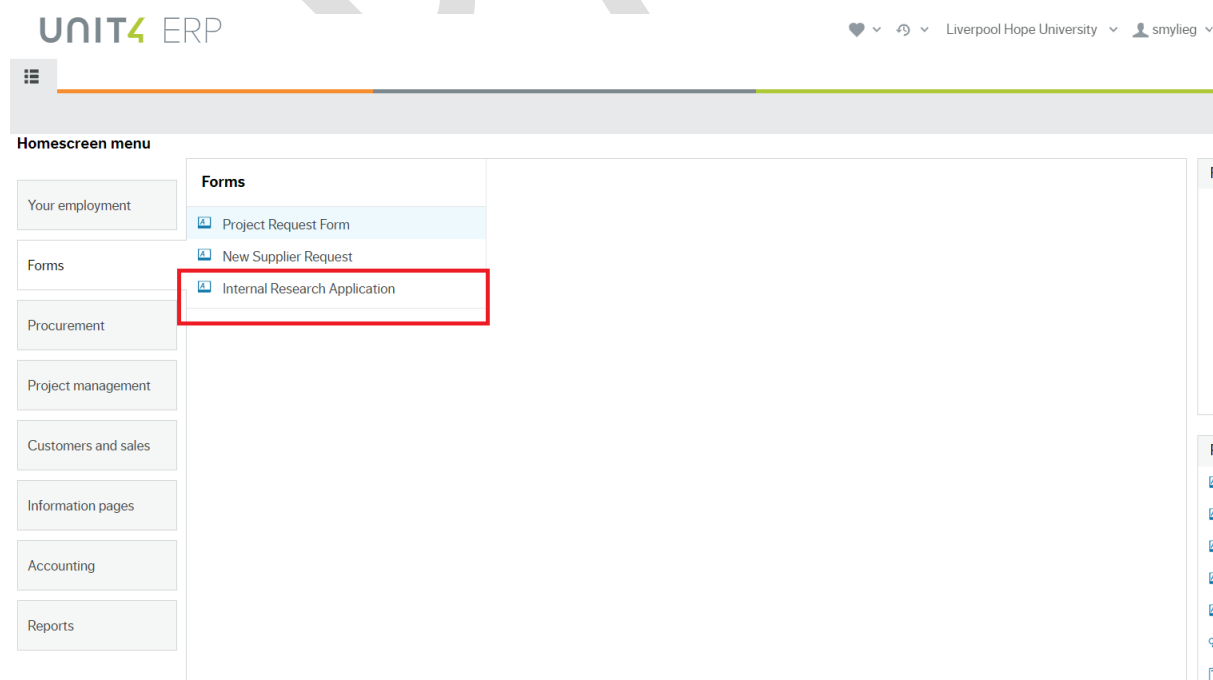 UNIT4 ERP
Liverpool Hope University
smylieg
Homescreen menu
Your employment
Forms
Procurement
Project management
Customers and sales
Information pages
Accounting
Reports
Forms
Project Request Form
New Supplier Request
Internal Research Application